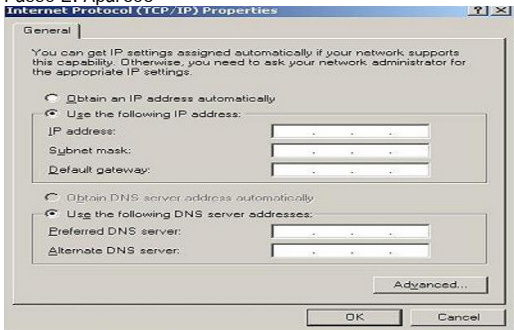 Internet Protocol (TCP/IP) Properties
General
You can get IP settings assigned automatically if your network supports
this capability. Otherwise, you need to ask your network administrator for
the appropriate IP settings.
Obtain an IP address automatically
Use the following IP address:
IP address:
Subnet mask:
Default gateway:
Obtain DNS server address automatically
Use the following DNS server addresses:
Preferred DNS server:
Alternate DNS server:
Advanced...
OK Cancel